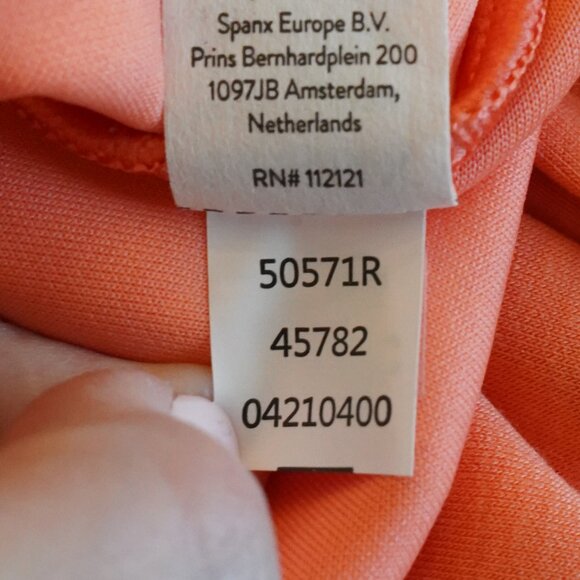 Spanx Europe B.V.
Prins Bernhardplein 200
1097JB Amsterdam,
Netherlands
RN# 112121
50571R
45782
04210400